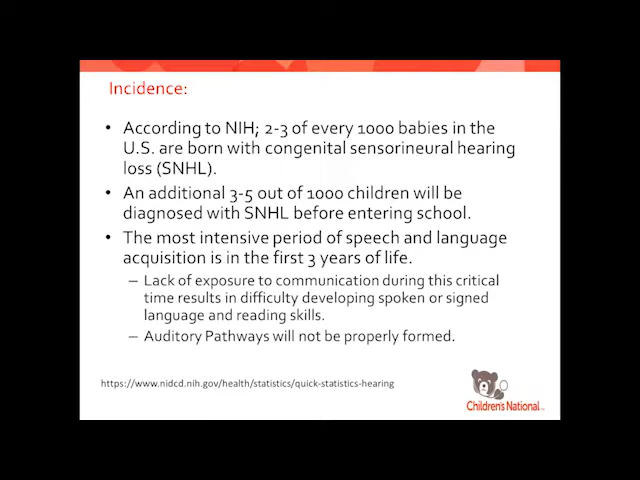 Incidence:
• According to NIH; 2-3 of every 1000 babies in the
U.S. are born with congenital sensorineural hearing
loss (SNHL).
• An additional 3-5 out of 1000 children will be
diagnosed with SNHL before entering school.
• The most intensive period of speech and language
acquisition is in the first 3 years of life.
– Lack of exposure to communication during this critical
time results in difficulty developing spoken or signed
language and reading skills.
– Auditory Pathways will not be properly formed.
https://www.nidcd.nih.gov/health/statistics/quick-statistics-hearing
Children's National